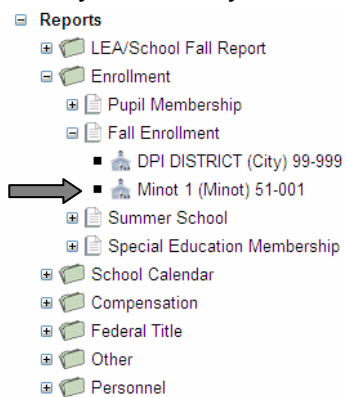 Reports
LEA/School Fall Report
Enrollment
Pupil Membership
Fall Enrollment
DPI DISTRICT (City) 99-999
Minot 1 (Minot) 51-001
Summer School
Special Education Membership
School Calendar
Compensation
Federal Title
Other
Personnel